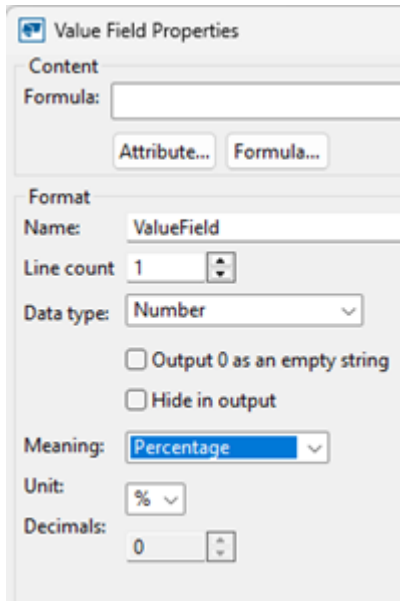 Value Field Properties
Content
Formula:
Attribute... Formula...
Format
Name: ValueField
Line count 1
Data type: Number
Output 0 as an empty string
Hide in output
Meaning: Percentage
Unit: %
Decimals: 0